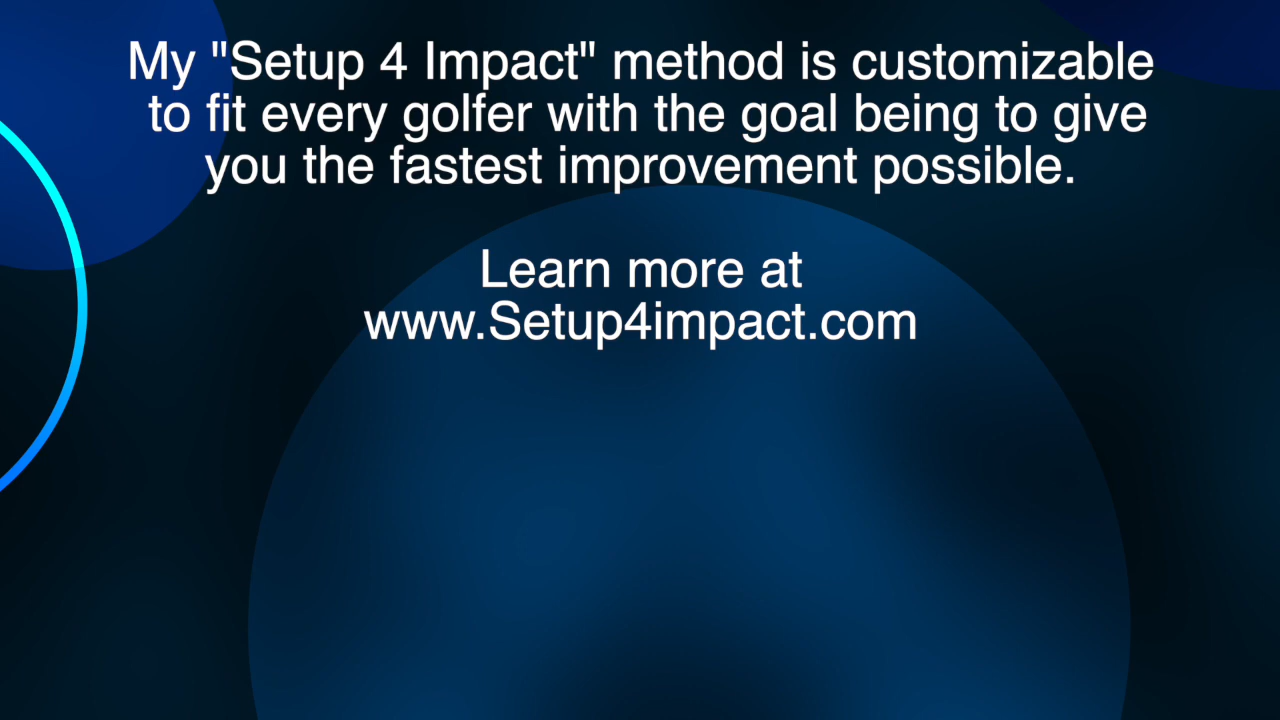 My "Setup 4 Impact" method is customizable
to fit every golfer with the goal being to give
you the fastest improvement possible.
Learn more at
www.Setup4impact.com